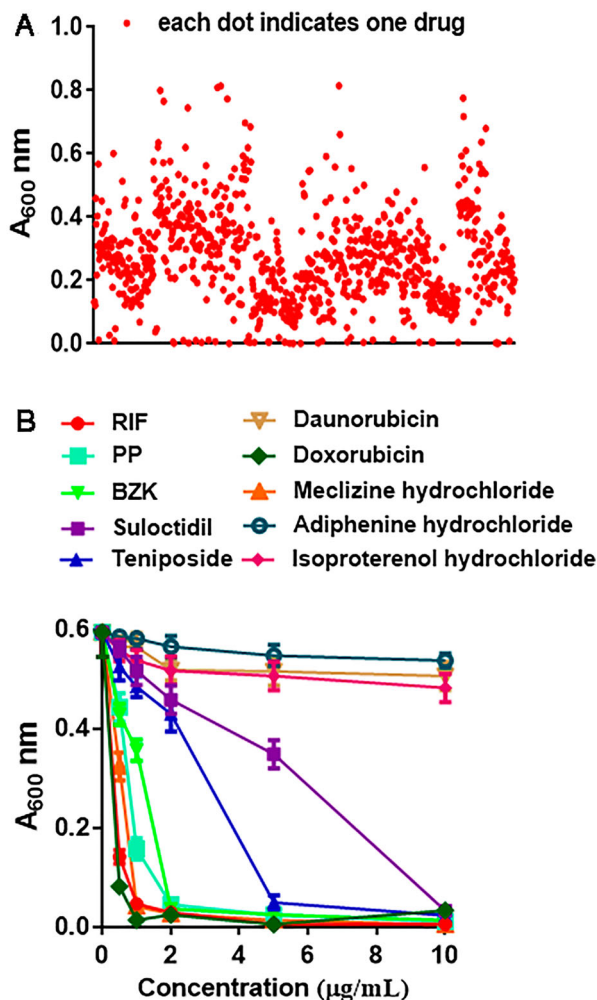 A
each dot indicates one drug
1.0
0.8
0.6
0.4
0.2
0.0
A600 nm
B
RIF
PP
BZK
Suloctidil
Teniposide
Daunorubicin
Doxorubicin
Meclizine hydrochloride
Adiphenine hydrochloride
Isoproterenol hydrochloride
0.6
0.4
0.2
0.0
A600 nm
0 2 4 6 8 10
Concentration (μg/mL)